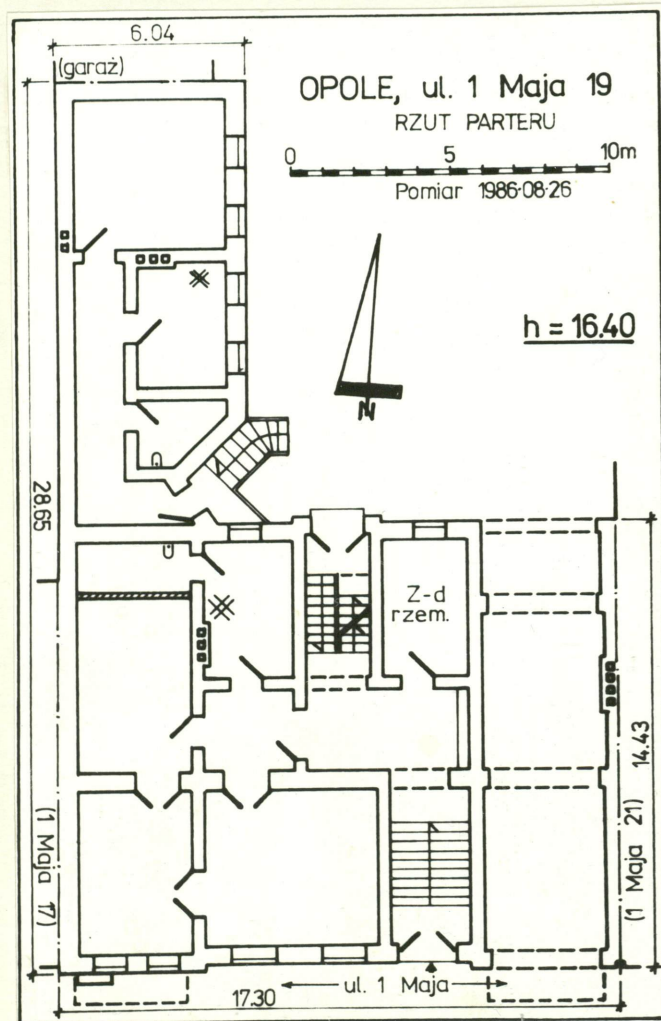 6.04
(garaż)
OPOLE, ul. 1 Maja 19
RZUT PARTERU
0 5 10m
Pomiar 1986-08-26
h = 16.40
N
28.65
Z-d
rzem.
14.43
(1 Maja 17)
(1 Maja 21)
ul. 1 Maja
17.30